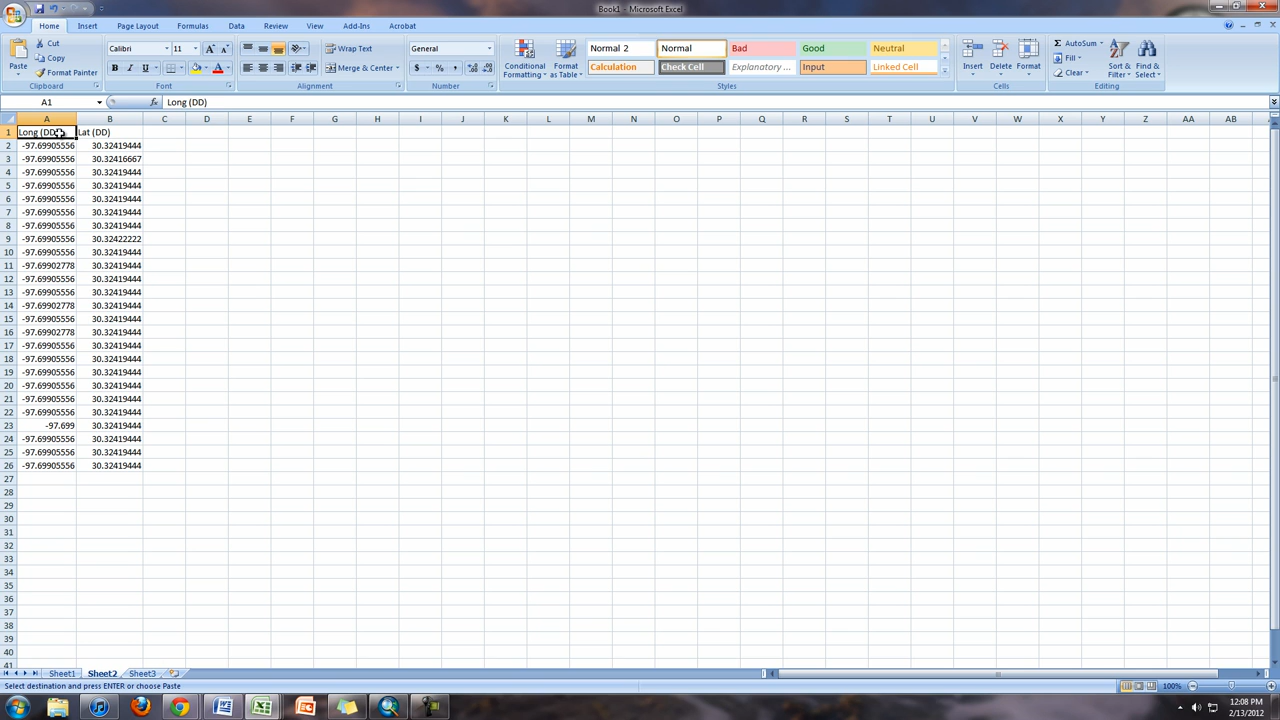 Book1 - Microsoft Excel
Home Insert Page Layout Formulas Data Review View Add-Ins Acrobat
Cut Calibri 11 Wrap Text General Normal 2 Normal Bad Good Neutral AutoSum
Copy Fill
Paste Format Painter Merge & Center Conditional Formatting Format as Table Calculation Check Cell Explanatory ... Input Linked Cell Insert Delete Format Clear Sort & Filter Find & Select
Clipboard Font Alignment Number Styles Cells Editing
A1 fx Long (DD)
A B C D E F G H I J K L M N O P Q R S T U V W X Y Z AA AB
1 Long (DD) Lat (DD)
2 -97.69905556 30.32419444
3 -97.69905556 30.32416667
4 -97.69905556 30.32419444
5 -97.69905556 30.32419444
6 -97.69905556 30.32419444
7 -97.69905556 30.32419444
8 -97.69905556 30.32419444
9 -97.69905556 30.32422222
10 -97.69905556 30.32419444
11 -97.69902778 30.32419444
12 -97.69905556 30.32419444
13 -97.69905556 30.32419444
14 -97.69902778 30.32419444
15 -97.69905556 30.32419444
16 -97.69902778 30.32419444
17 -97.69905556 30.32419444
18 -97.69905556 30.32419444
19 -97.69905556 30.32419444
20 -97.69905556 30.32419444
21 -97.69905556 30.32419444
22 -97.69905556 30.32419444
23 -97.699 30.32419444
24 -97.69905556 30.32419444
25 -97.69905556 30.32419444
26 -97.69905556 30.32419444
27
28
29
30
31
32
33
34
35
36
37
38
39
40
41
Sheet1 Sheet2 Sheet3
Select destination and press ENTER or choose Paste 100%
12:08 PM
2/13/2012